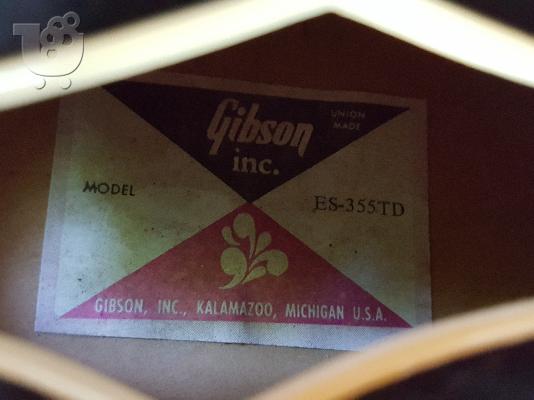 Gibson
inc.
UNION
MADE
MODEL
ES-355TD
GIBSON, INC., KALAMAZOO, MICHIGAN U.S.A.